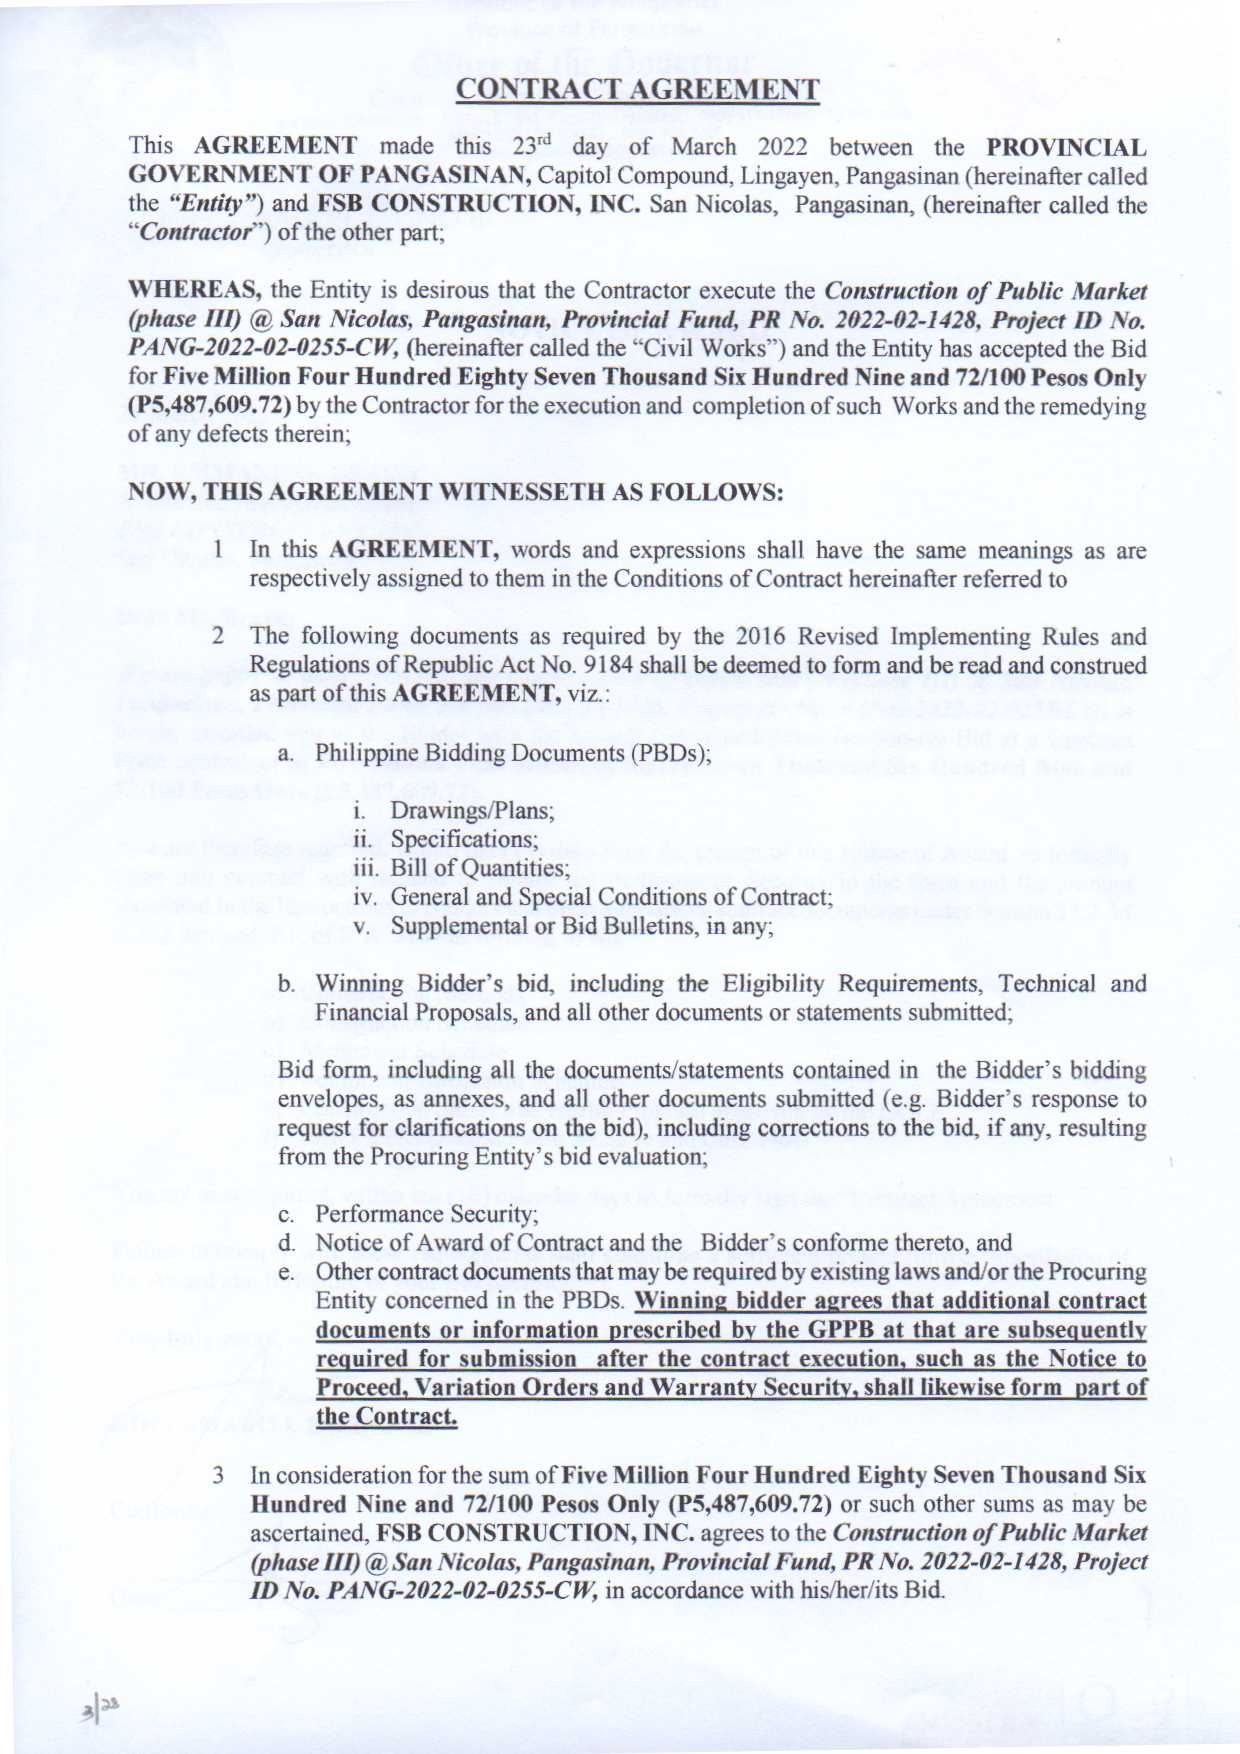 CONTRACT AGREEMENT
This AGREEMENT made this 23rd day of March 2022 between the PROVINCIAL
GOVERNMENT OF PANGASINAN, Capitol Compound, Lingayen, Pangasinan (hereinafter called
the “Entity”) and FSB CONSTRUCTION, INC. San Nicolas, Pangasinan, (hereinafter called the
“Contractor”) of the other part;
WHEREAS, the Entity is desirous that the Contractor execute the Construction of Public Market
(phase III) @ San Nicolas, Pangasinan, Provincial Fund, PR No. 2022-02-1428, Project ID No.
PANG-2022-02-0255-CW, (hereinafter called the “Civil Works”) and the Entity has accepted the Bid
for Five Million Four Hundred Eighty Seven Thousand Six Hundred Nine and 72/100 Pesos Only
(P5,487,609.72) by the Contractor for the execution and completion of such Works and the remedying
of any defects therein;
NOW, THIS AGREEMENT WITNESSETH AS FOLLOWS:
1 In this AGREEMENT, words and expressions shall have the same meanings as are
respectively assigned to them in the Conditions of Contract hereinafter referred to
2 The following documents as required by the 2016 Revised Implementing Rules and
Regulations of Republic Act No. 9184 shall be deemed to form and be read and construed
as part of this AGREEMENT, viz.:
a. Philippine Bidding Documents (PBDs);
i. Drawings/Plans;
ii. Specifications;
iii. Bill of Quantities;
iv. General and Special Conditions of Contract;
v. Supplemental or Bid Bulletins, in any;
b. Winning Bidder’s bid, including the Eligibility Requirements, Technical and
Financial Proposals, and all other documents or statements submitted;
Bid form, including all the documents/statements contained in the Bidder’s bidding
envelopes, as annexes, and all other documents submitted (e.g. Bidder’s response to
request for clarifications on the bid), including corrections to the bid, if any, resulting
from the Procuring Entity’s bid evaluation;
c. Performance Security;
d. Notice of Award of Contract and the Bidder’s conforme thereto, and
e. Other contract documents that may be required by existing laws and/or the Procuring
Entity concerned in the PBDs. Winning bidder agrees that additional contract
documents or information prescribed by the GPPB at that are subsequently
required for submission after the contract execution, such as the Notice to
Proceed, Variation Orders and Warranty Security, shall likewise form part of
the Contract.
3 In consideration for the sum of Five Million Four Hundred Eighty Seven Thousand Six
Hundred Nine and 72/100 Pesos Only (P5,487,609.72) or such other sums as may be
ascertained, FSB CONSTRUCTION, INC. agrees to the Construction of Public Market
(phase III) @ San Nicolas, Pangasinan, Provincial Fund, PR No. 2022-02-1428, Project
ID No. PANG-2022-02-0255-CW, in accordance with his/her/its Bid.
3/28